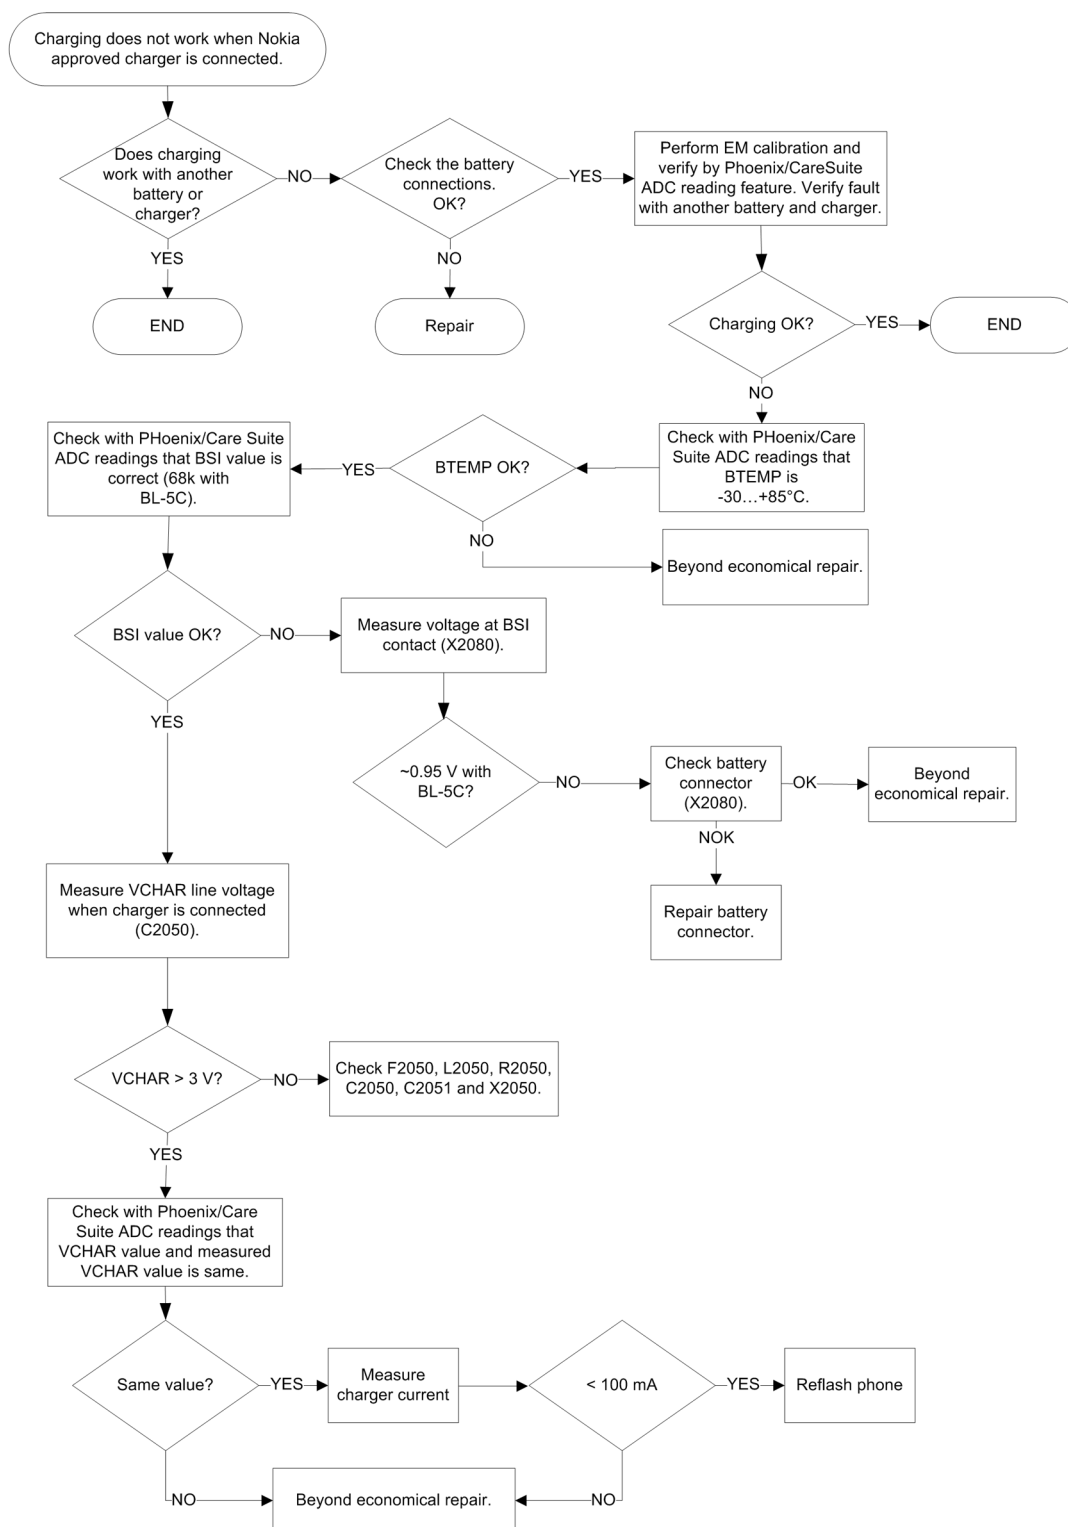 Charging does not work when Nokia
approved charger is connected.
Does charging
work with another
battery or
charger?
NO
Check the battery
connections.
OK?
YES
Perform EM calibration and
verify by Phoenix/CareSuite
ADC reading feature. Verify fault
with another battery and charger.
YES
NO
END
Repair
Charging OK?
YES
END
NO
Check with PHoenix/Care Suite
ADC readings that BSI value is
correct (68k with
BL-5C).
YES
BTEMP OK?
Check with PHoenix/Care
Suite ADC readings that
BTEMP is
-30…+85°C.
NO
Beyond economical repair.
BSI value OK?
NO
Measure voltage at BSI
contact (X2080).
YES
~0.95 V with
BL-5C?
NO
Check battery
connector
(X2080).
OK
Beyond
economical repair.
NOK
Repair battery
connector.
Measure VCHAR line voltage
when charger is connected
(C2050).
VCHAR > 3 V?
NO
Check F2050, L2050, R2050,
C2050, C2051 and X2050.
YES
Check with Phoenix/Care
Suite ADC readings that
VCHAR value and measured
VCHAR value is same.
Same value?
YES
Measure
charger current
< 100 mA
YES
Reflash phone
NO
Beyond economical repair.
NO